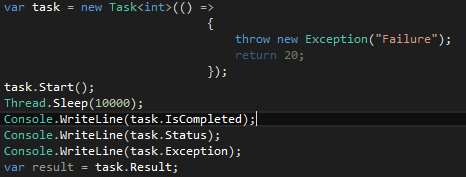 var task = new Task<int>(() =>
{
throw new Exception("Failure");
return 20;
});
task.Start();
Thread.Sleep(10000);
Console.WriteLine(task.IsCompleted);
Console.WriteLine(task.Status);
Console.WriteLine(task.Exception);
var result = task.Result;